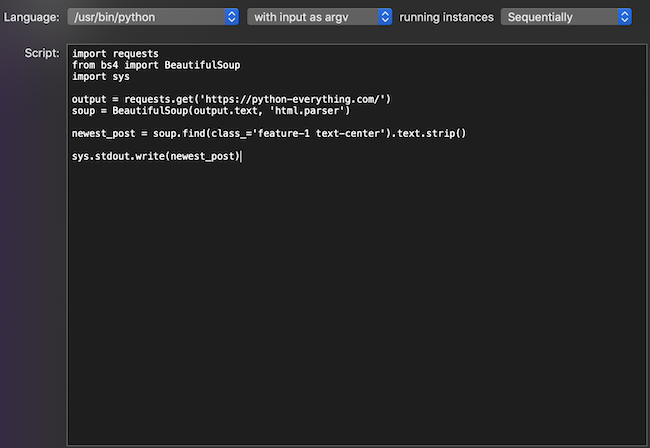 Language: /usr/bin/python with input as argv running instances Sequentially
Script:
import requests
from bs4 import BeautifulSoup
import sys
output = requests.get('https://python-everything.com/')
soup = BeautifulSoup(output.text, 'html.parser')
newest_post = soup.find(class_='feature-1 text-center').text.strip()
sys.stdout.write(newest_post)